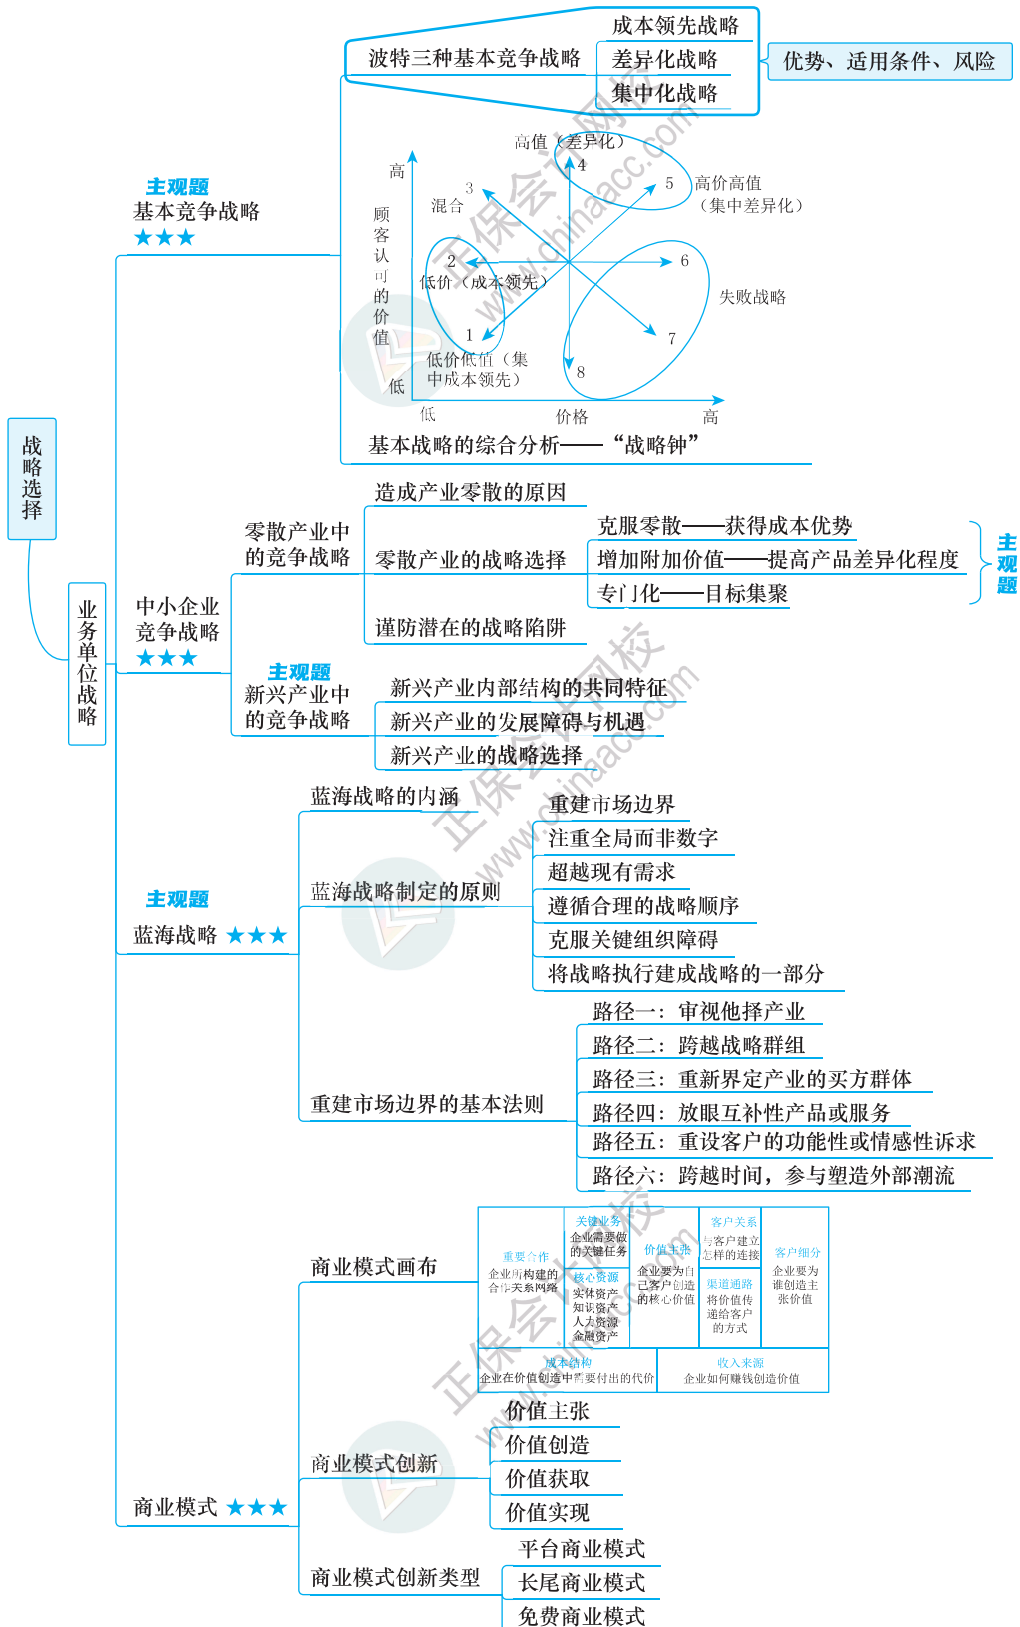 战略选择
业务单位战略
主观题
基本竞争战略
★★★
波特三种基本竞争战略
成本领先战略
差异化战略
集中化战略
优势、适用条件、风险
高值（差异化）
高
顾客认可的价值
低
3
混合
4
5
高价高值
（集中差异化）
2
低价（成本领先）
6
失败战略
1
低价低值（集
中成本领先）
7
8
低
价格
高
基本战略的综合分析——“战略钟”
中小企业
竞争战略
★★★
零散产业中
的竞争战略
造成产业零散的原因
零散产业的战略选择
克服零散——获得成本优势
增加附加价值——提高产品差异化程度
专门化——目标集聚
主观题
谨防潜在的战略陷阱
主观题
新兴产业中
的竞争战略
新兴产业内部结构的共同特征
新兴产业的发展障碍与机遇
新兴产业的战略选择
主观题
蓝海战略 ★★★
蓝海战略的内涵
蓝海战略制定的原则
重建市场边界
注重全局而非数字
超越现有需求
遵循合理的战略顺序
克服关键组织障碍
将战略执行建成战略的一部分
重建市场边界的基本法则
路径一：审视他择产业
路径二：跨越战略群组
路径三：重新界定产业的买方群体
路径四：放眼互补性产品或服务
路径五：重设客户的功能性或情感性诉求
路径六：跨越时间，参与塑造外部潮流
商业模式 ★★★
商业模式画布
重要合作
企业所构建的
合作关系网络
关键业务
企业需要做
的关键任务
核心资源
实体资产
知识资产
人力资源
金融资产
价值主张
企业要为自
己客户创造
的核心价值
客户关系
与客户建立
怎样的连接
渠道通路
将价值传
递给客户
的方式
客户细分
企业要为
谁创造主
张价值
成本结构
企业在价值创造中需要付出的代价
收入来源
企业如何赚钱创造价值
商业模式创新
价值主张
价值创造
价值获取
价值实现
商业模式创新类型
平台商业模式
长尾商业模式
免费商业模式
正保会计网校
www.chinaacc.com
正保会计网校
www.chinaacc.com
正保会计网校
www.chinaacc.com